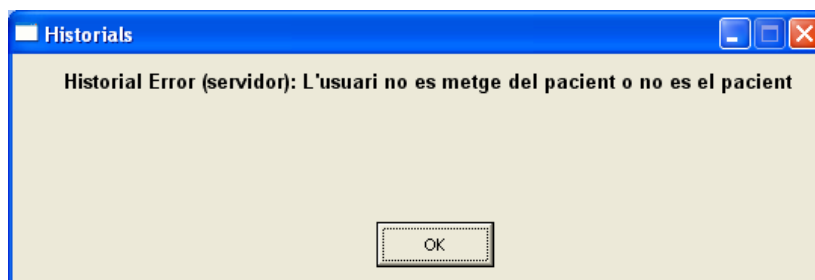 Historials
Historial Error (servidor): L'usuari no es metge del pacient o no es el pacient
OK